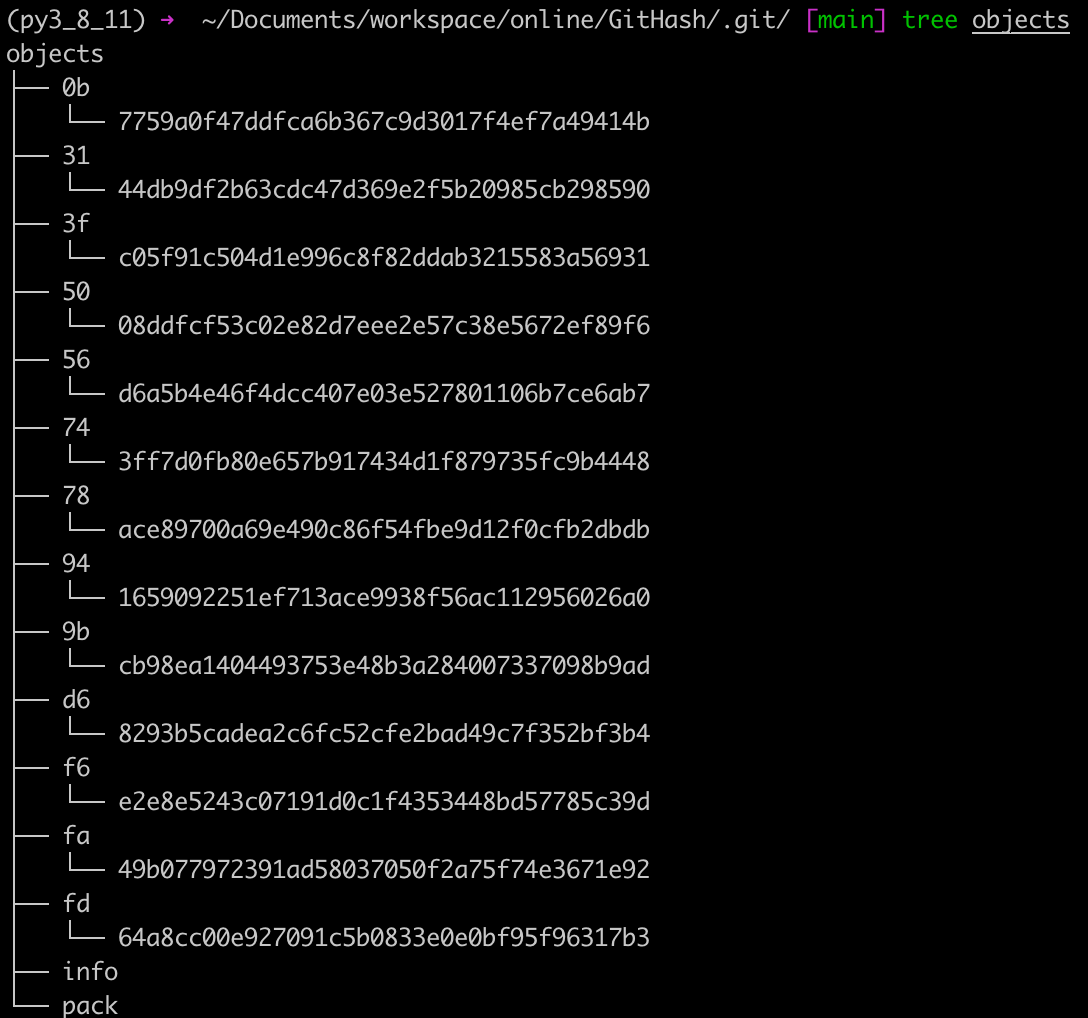 (py3_8_11) ➜  ~/Documents/workspace/online/GitHash/.git/ [main] tree objects
objects
├── 0b
│   └── 7759a0f47ddfca6b367c9d3017f4ef7a49414b
├── 31
│   └── 44db9df2b63cdc47d369e2f5b20985cb298590
├── 3f
│   └── c05f91c504d1e996c8f82ddab3215583a56931
├── 50
│   └── 08ddfcf53c02e82d7eee2e57c38e5672ef89f6
├── 56
│   └── d6a5b4e46f4dcc407e03e527801106b7ce6ab7
├── 74
│   └── 3ff7d0fb80e657b917434d1f879735fc9b4448
├── 78
│   └── ace89700a69e490c86f54fbe9d12f0cfb2dbdb
├── 94
│   └── 1659092251ef713ace9938f56ac112956026a0
├── 9b
│   └── cb98ea1404493753e48b3a284007337098b9ad
├── d6
│   └── 8293b5cadea2c6fc52cfe2bad49c7f352bf3b4
├── f6
│   └── e2e8e5243c07191d0c1f4353448bd57785c39d
├── fa
│   └── 49b077972391ad58037050f2a75f74e3671e92
├── fd
│   └── 64a8cc00e927091c5b0833e0e0bf95f96317b3
├── info
└── pack